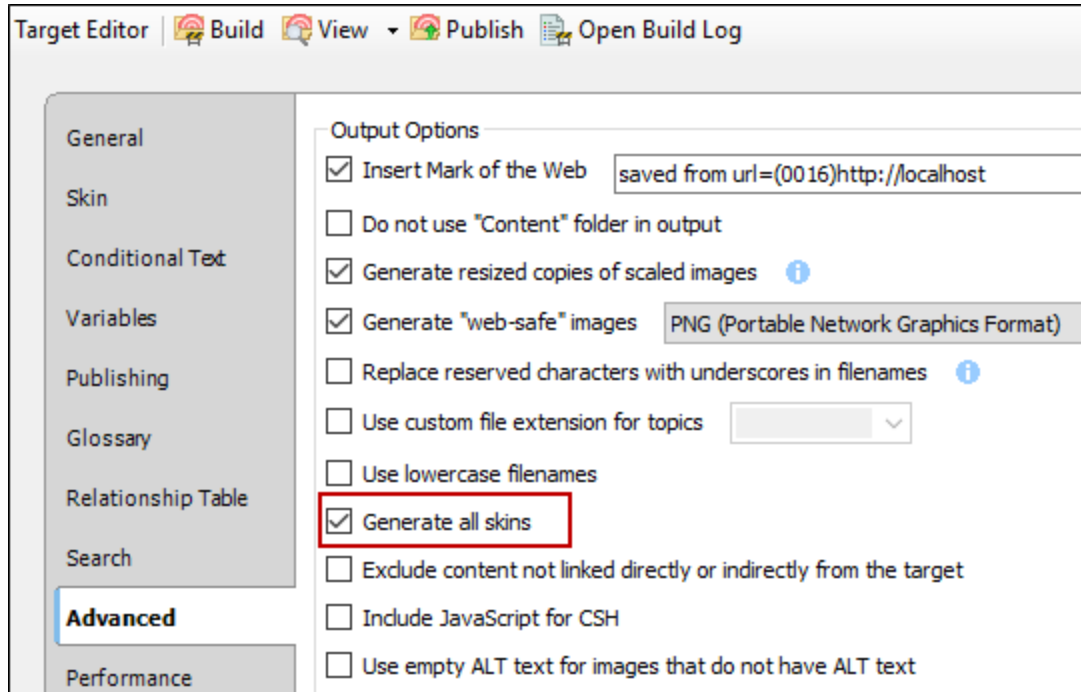 Target Editor Build View Publish Open Build Log
General
Skin
Conditional Text
Variables
Publishing
Glossary
Relationship Table
Search
Advanced
Performance
Output Options
Insert Mark of the Web saved from url=(0016)http://localhost
Do not use "Content" folder in output
Generate resized copies of scaled images
Generate "web-safe" images PNG (Portable Network Graphics Format)
Replace reserved characters with underscores in filenames
Use custom file extension for topics
Use lowercase filenames
Generate all skins
Exclude content not linked directly or indirectly from the target
Include JavaScript for CSH
Use empty ALT text for images that do not have ALT text